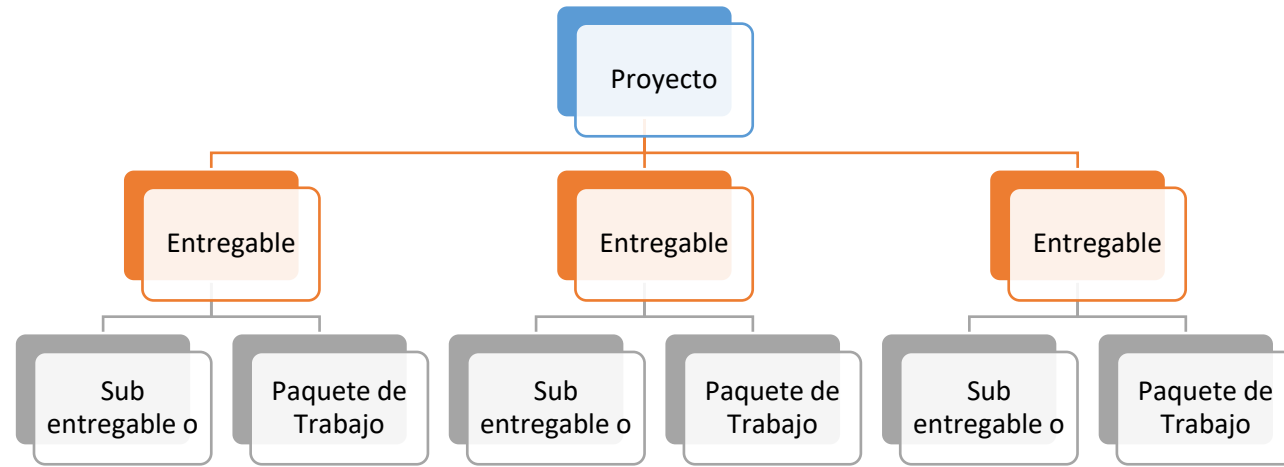 Proyecto
Entregable
Entregable
Entregable
Sub
entregable o
Paquete de
Trabajo
Sub
entregable o
Paquete de
Trabajo
Sub
entregable o
Paquete de
Trabajo